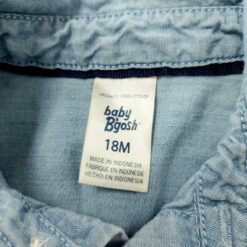 baby
B'gosh
18M
MADE IN INDONESIA
FABRIQUÉ EN INDONÉSIE
HECHO EN INDONESIA